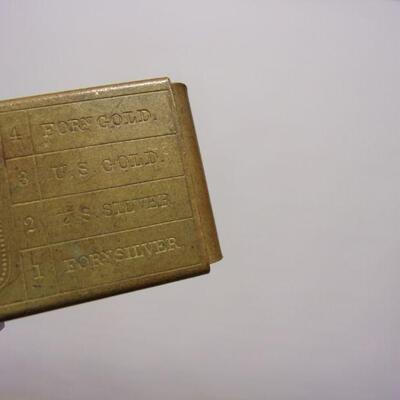 4 FORN GOLD.
3 U.S. GOLD.
2 U.S. SILVER
1 FORN SILVER